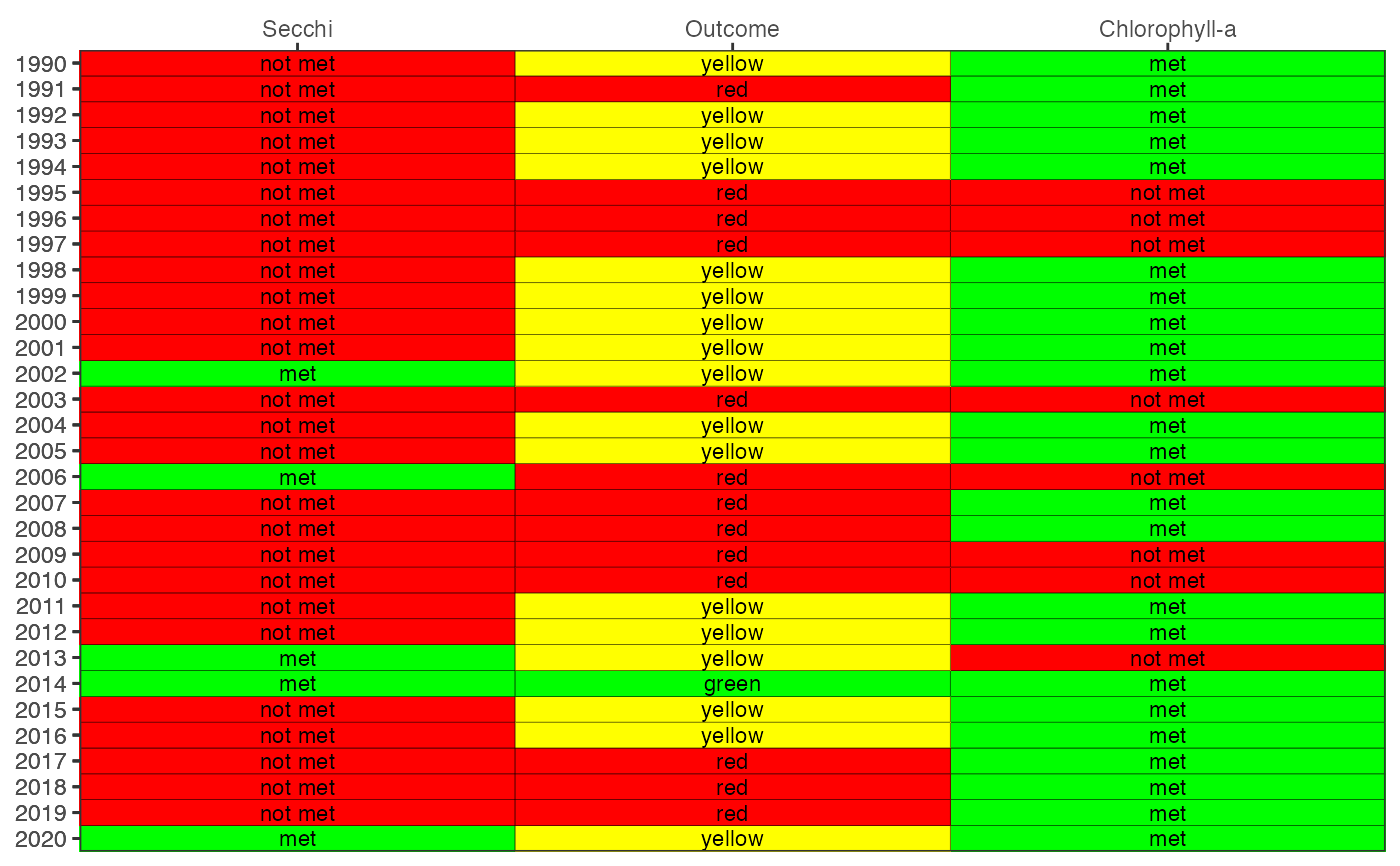 Secchi Outcome Chlorophyll-a
1990 not met yellow met
1991 not met red met
1992 not met yellow met
1993 not met yellow met
1994 not met yellow met
1995 not met red not met
1996 not met red not met
1997 not met red not met
1998 not met yellow met
1999 not met yellow met
2000 not met yellow met
2001 not met yellow met
2002 met yellow met
2003 not met red not met
2004 not met yellow met
2005 not met yellow met
2006 met red not met
2007 not met red met
2008 not met red met
2009 not met red not met
2010 not met red not met
2011 not met yellow met
2012 not met yellow met
2013 met yellow not met
2014 met green met
2015 not met yellow met
2016 not met yellow met
2017 not met red met
2018 not met red met
2019 not met red met
2020 met yellow met